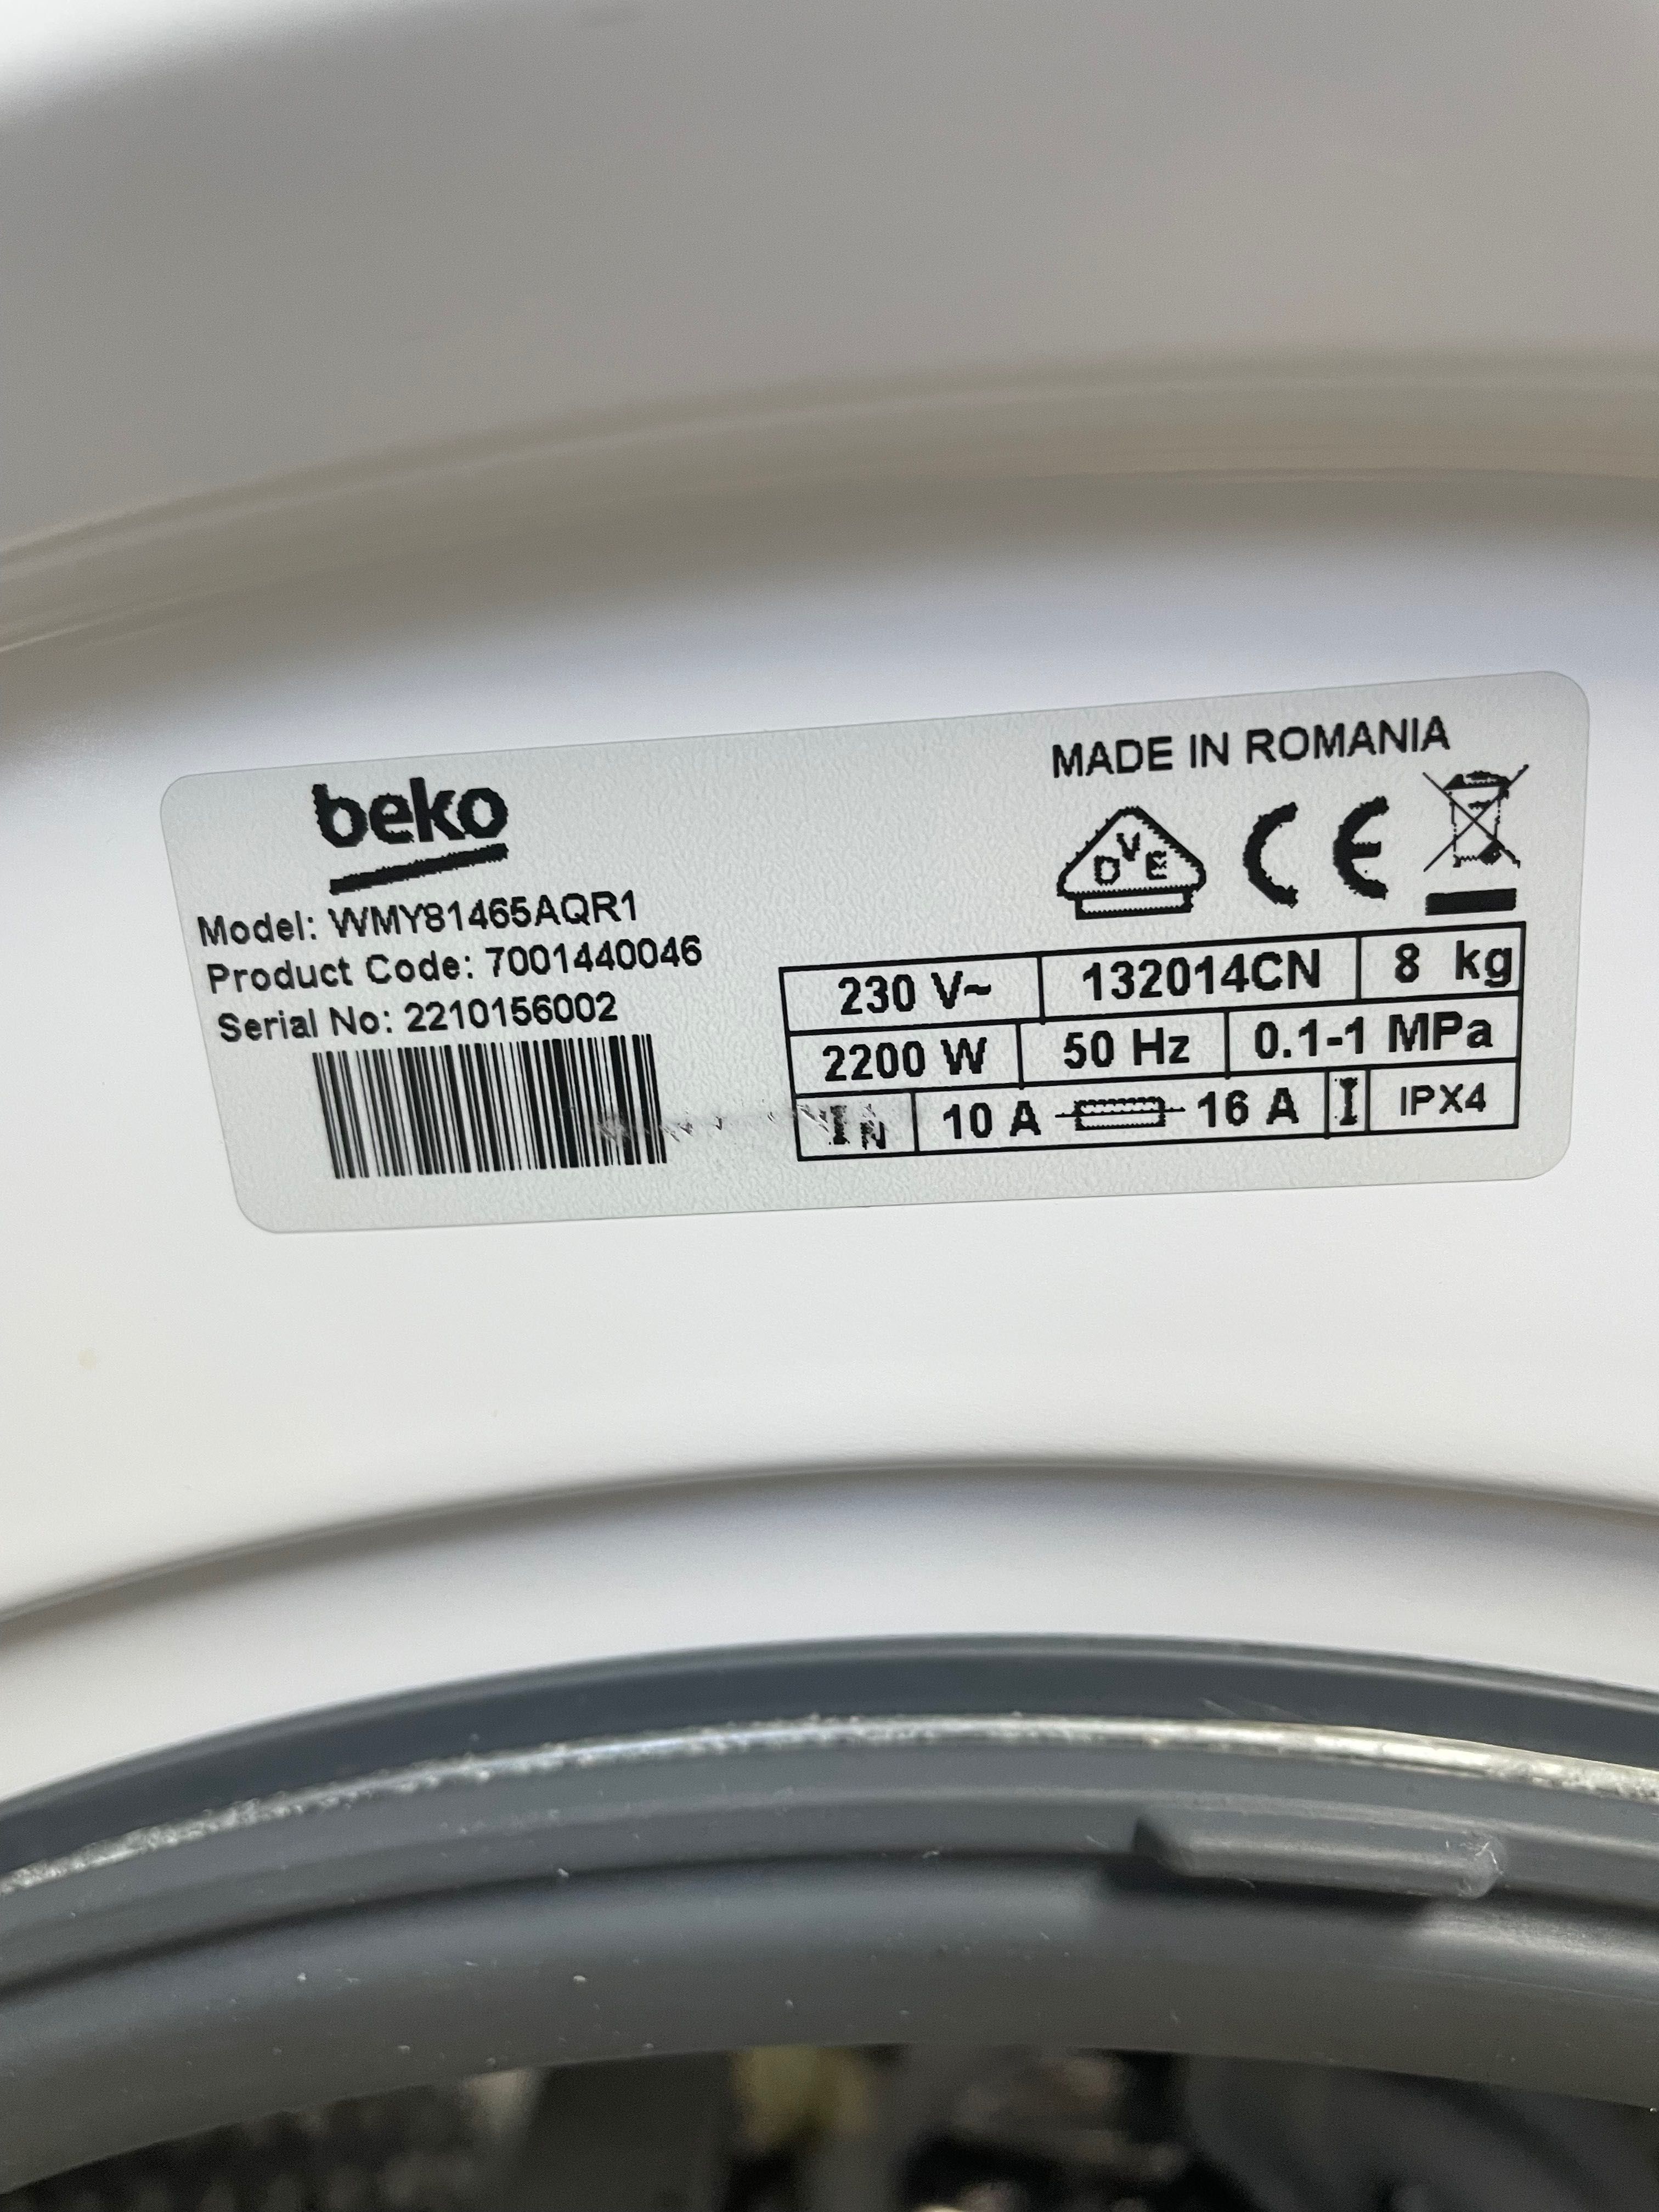 beko
Model: WMY81465AQR1
Product Code: 7001440046
Serial No: 2210156002
MADE IN ROMANIA
DVE CE
230 V~ 132014CN 8 kg
2200 W 50 Hz 0.1-1 MPa
IN 10 A 16 A I IPX4